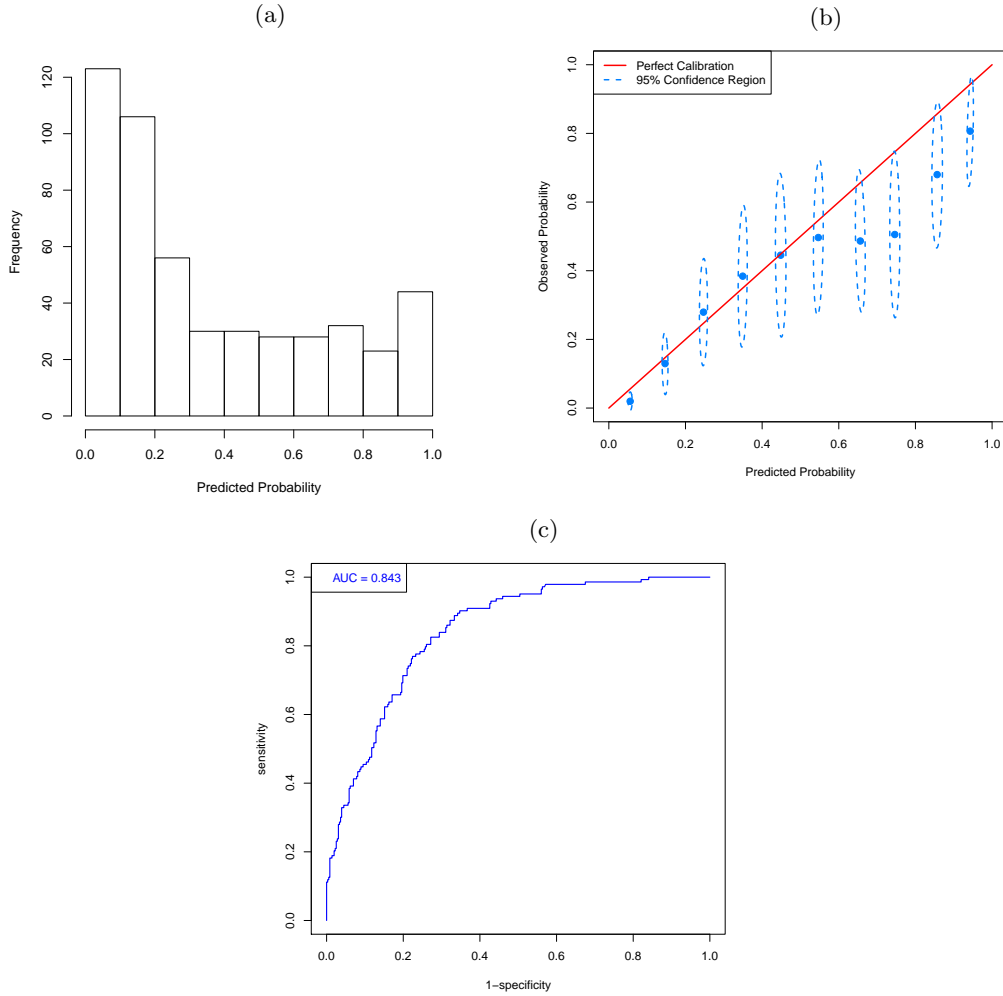 (a)
Frequency
120
100
80
60
40
20
0
0.0 0.2 0.4 0.6 0.8 1.0
Predicted Probability
(b)
Perfect Calibration
95% Confidence Region
Observed Probability
1.0
0.8
0.6
0.4
0.2
0.0
0.0 0.2 0.4 0.6 0.8 1.0
Predicted Probability
(c)
AUC = 0.843
sensitivity
1.0
0.8
0.6
0.4
0.2
0.0
0.0 0.2 0.4 0.6 0.8 1.0
1−specificity